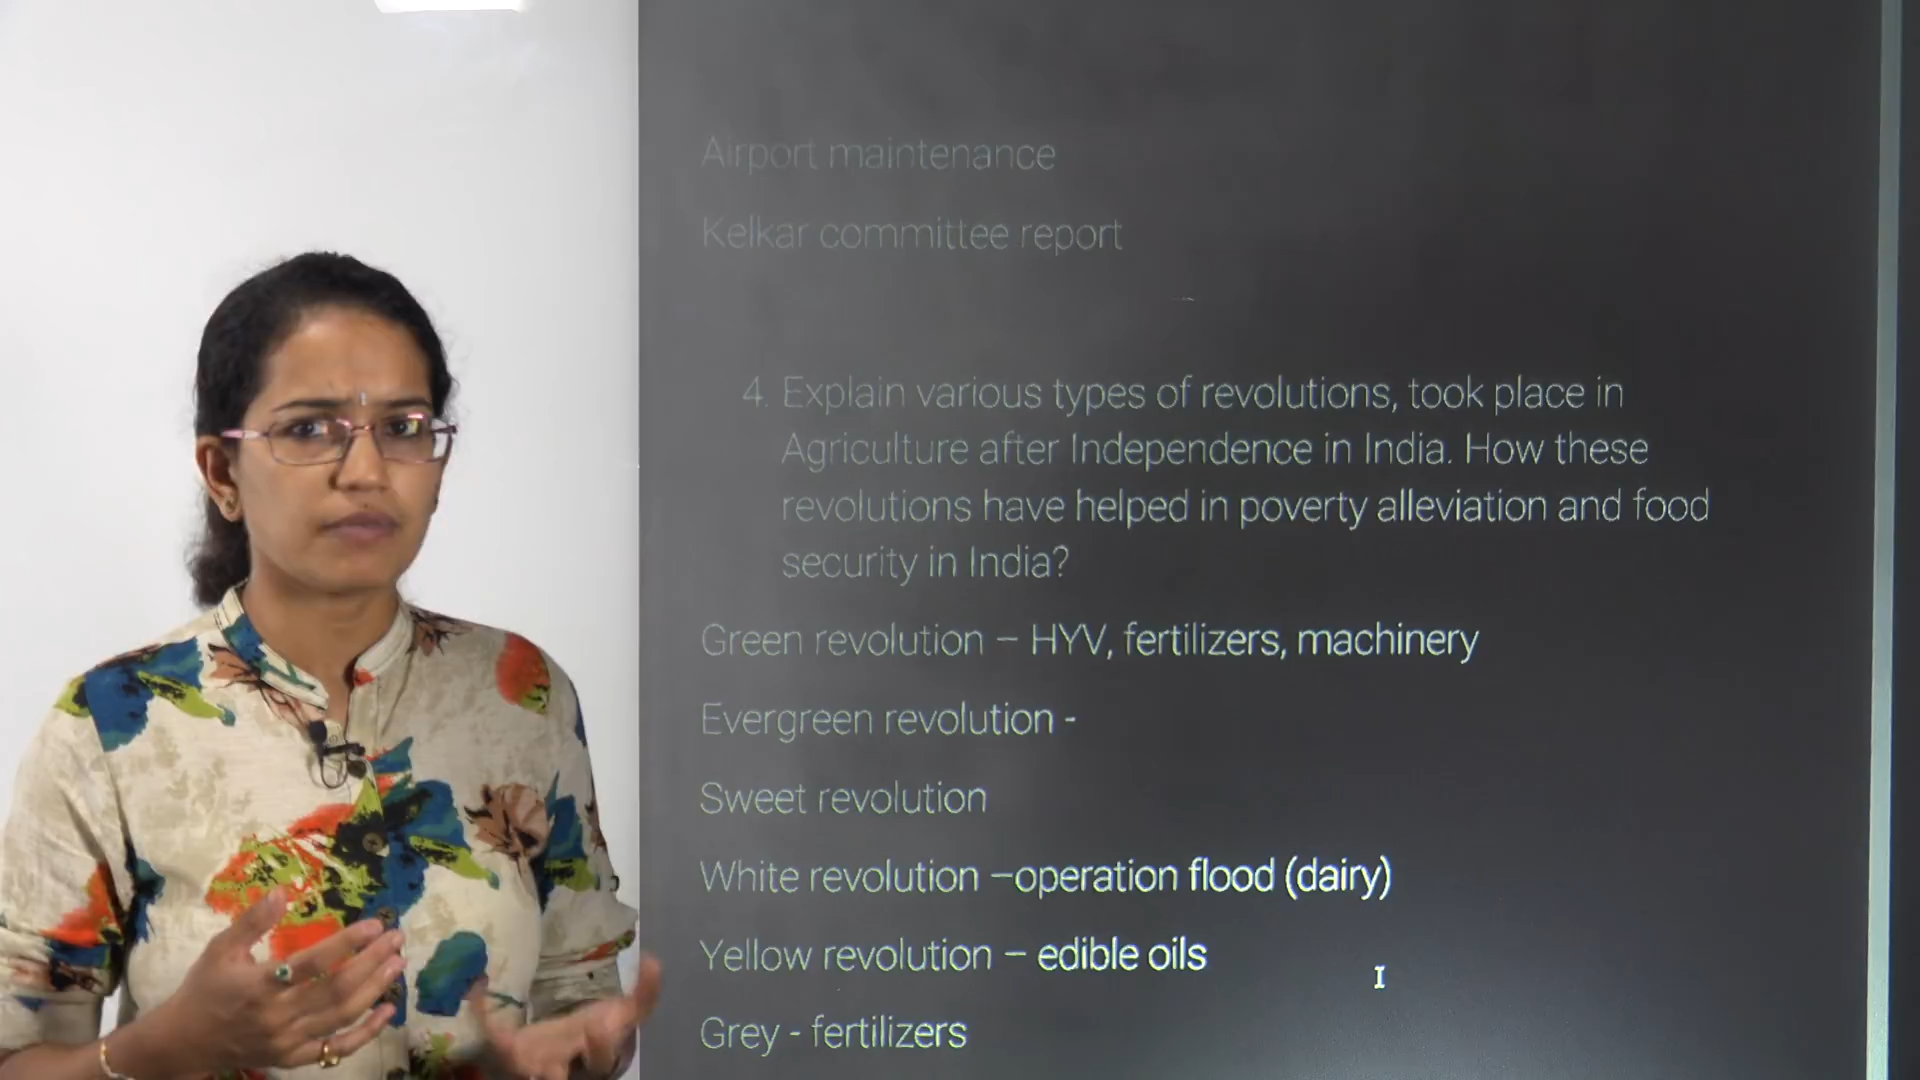 Airport maintenance
Kelkar committee report
4. Explain various types of revolutions, took place in
Agriculture after Independence in India. How these
revolutions have helped in poverty alleviation and food
security in India?
Green revolution – HYV, fertilizers, machinery
Evergreen revolution -
Sweet revolution
White revolution –operation flood (dairy)
Yellow revolution – edible oils
Grey - fertilizers